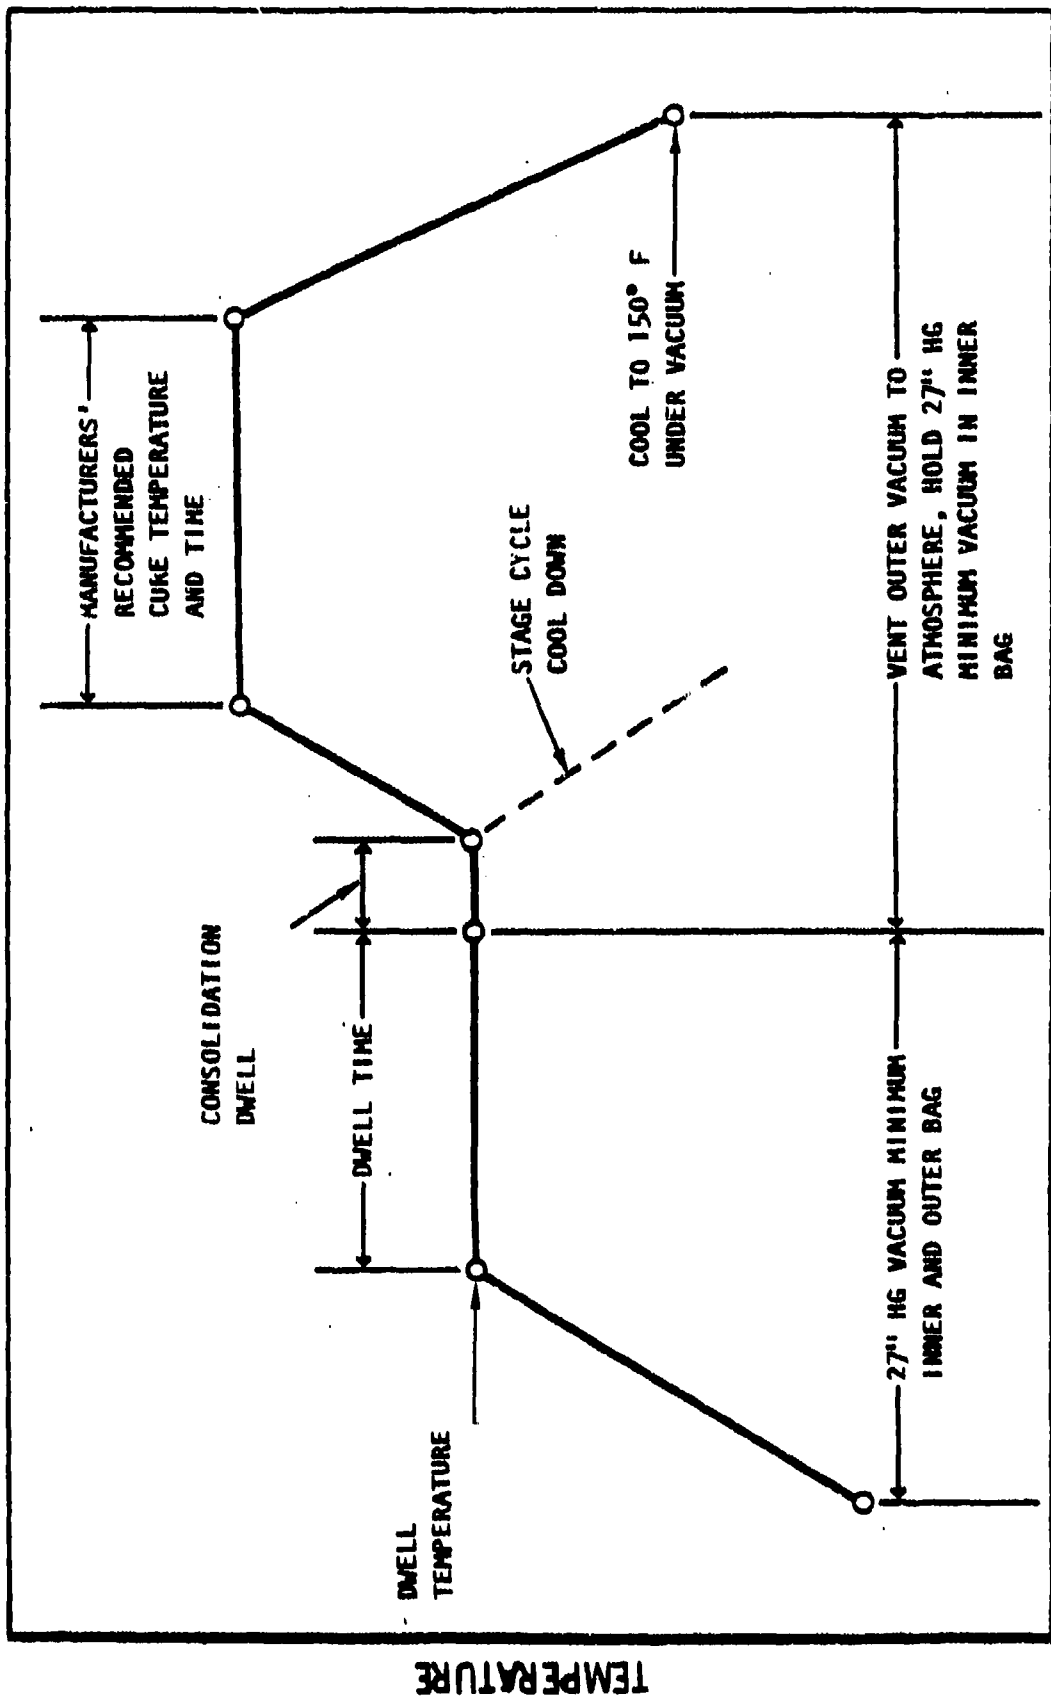 MANUFACTURERS'
RECOMMENDED
CURE TEMPERATURE
AND TIME
CONSOLIDATION
DWELL
DWELL TIME
DWELL
TEMPERATURE
STAGE CYCLE
COOL DOWN
COOL TO 150° F
UNDER VACUUM
27" HG VACUUM MINIMUM
INNER AND OUTER BAG
VENT OUTER VACUUM TO
ATMOSPHERE, HOLD 27" HG
MINIMUM VACUUM IN INNER
BAG
TEMPERATURE